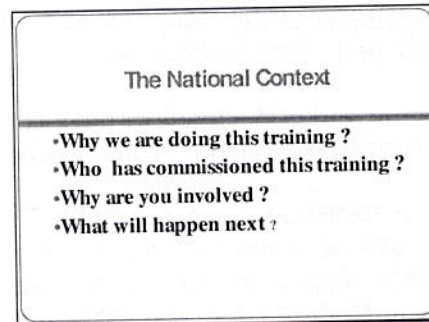 The National Context
•Why we are doing this training ?
•Who has commissioned this training ?
•Why are you involved ?
•What will happen next ?